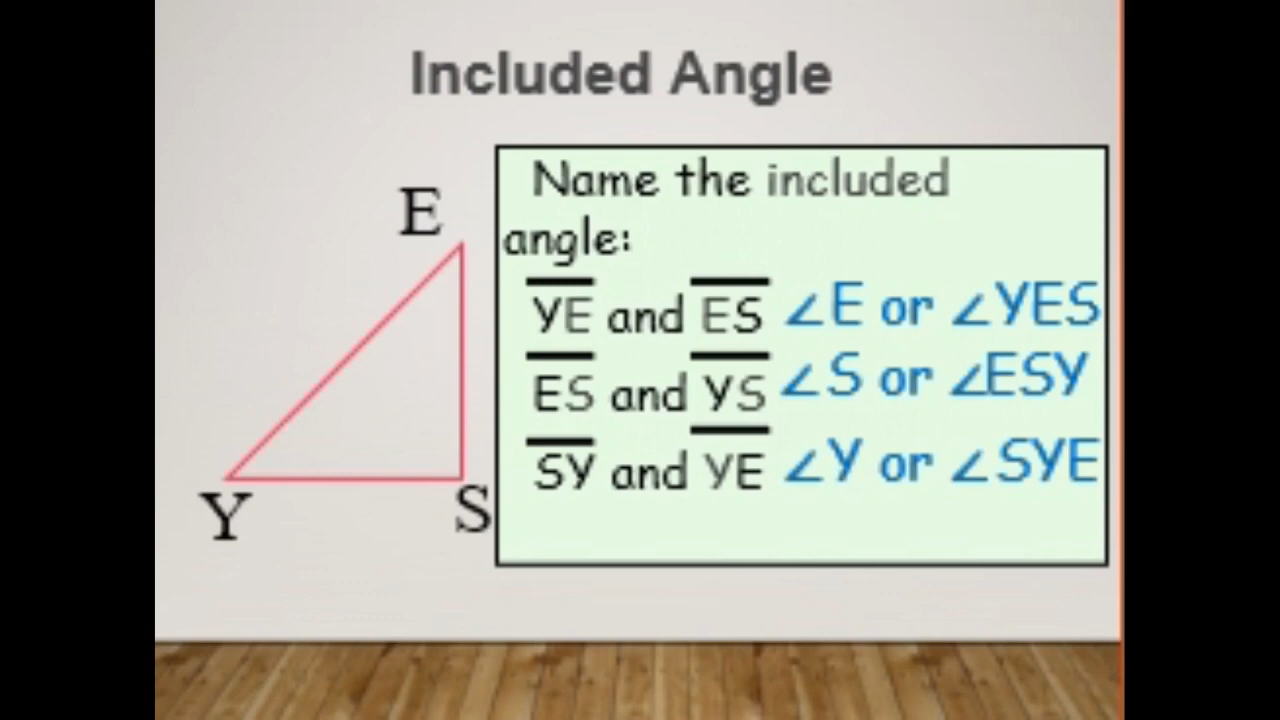 Included Angle
Name the included
angle:
E
YE and ES ∠E or ∠YES
ES and YS ∠S or ∠ESY
SY and YE ∠Y or ∠SYE
Y
S